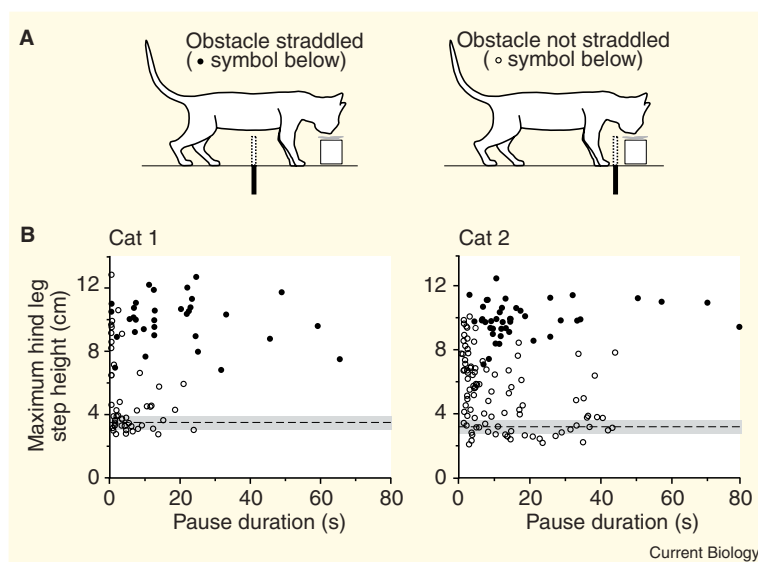 A
Obstacle straddled
( • symbol below)
Obstacle not straddled
( ○ symbol below)
B
Cat 1
Cat 2
Maximum hind leg
step height (cm)
12
8
4
0
0 20 40 60 80
Pause duration (s)
12
8
4
0
0 20 40 60 80
Pause duration (s)
Current Biology